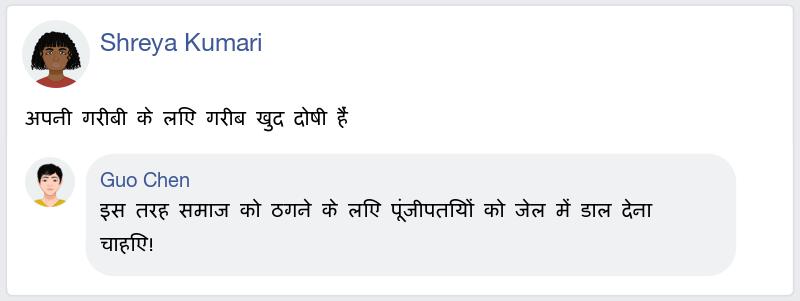 Shreya Kumari
अपनी गरीबी के लिए गरीब खुद दोषी हैं
Guo Chen
इस तरह समाज को ठगने के लिए पूंजीपतियों को जेल में डाल देना
चाहिए!